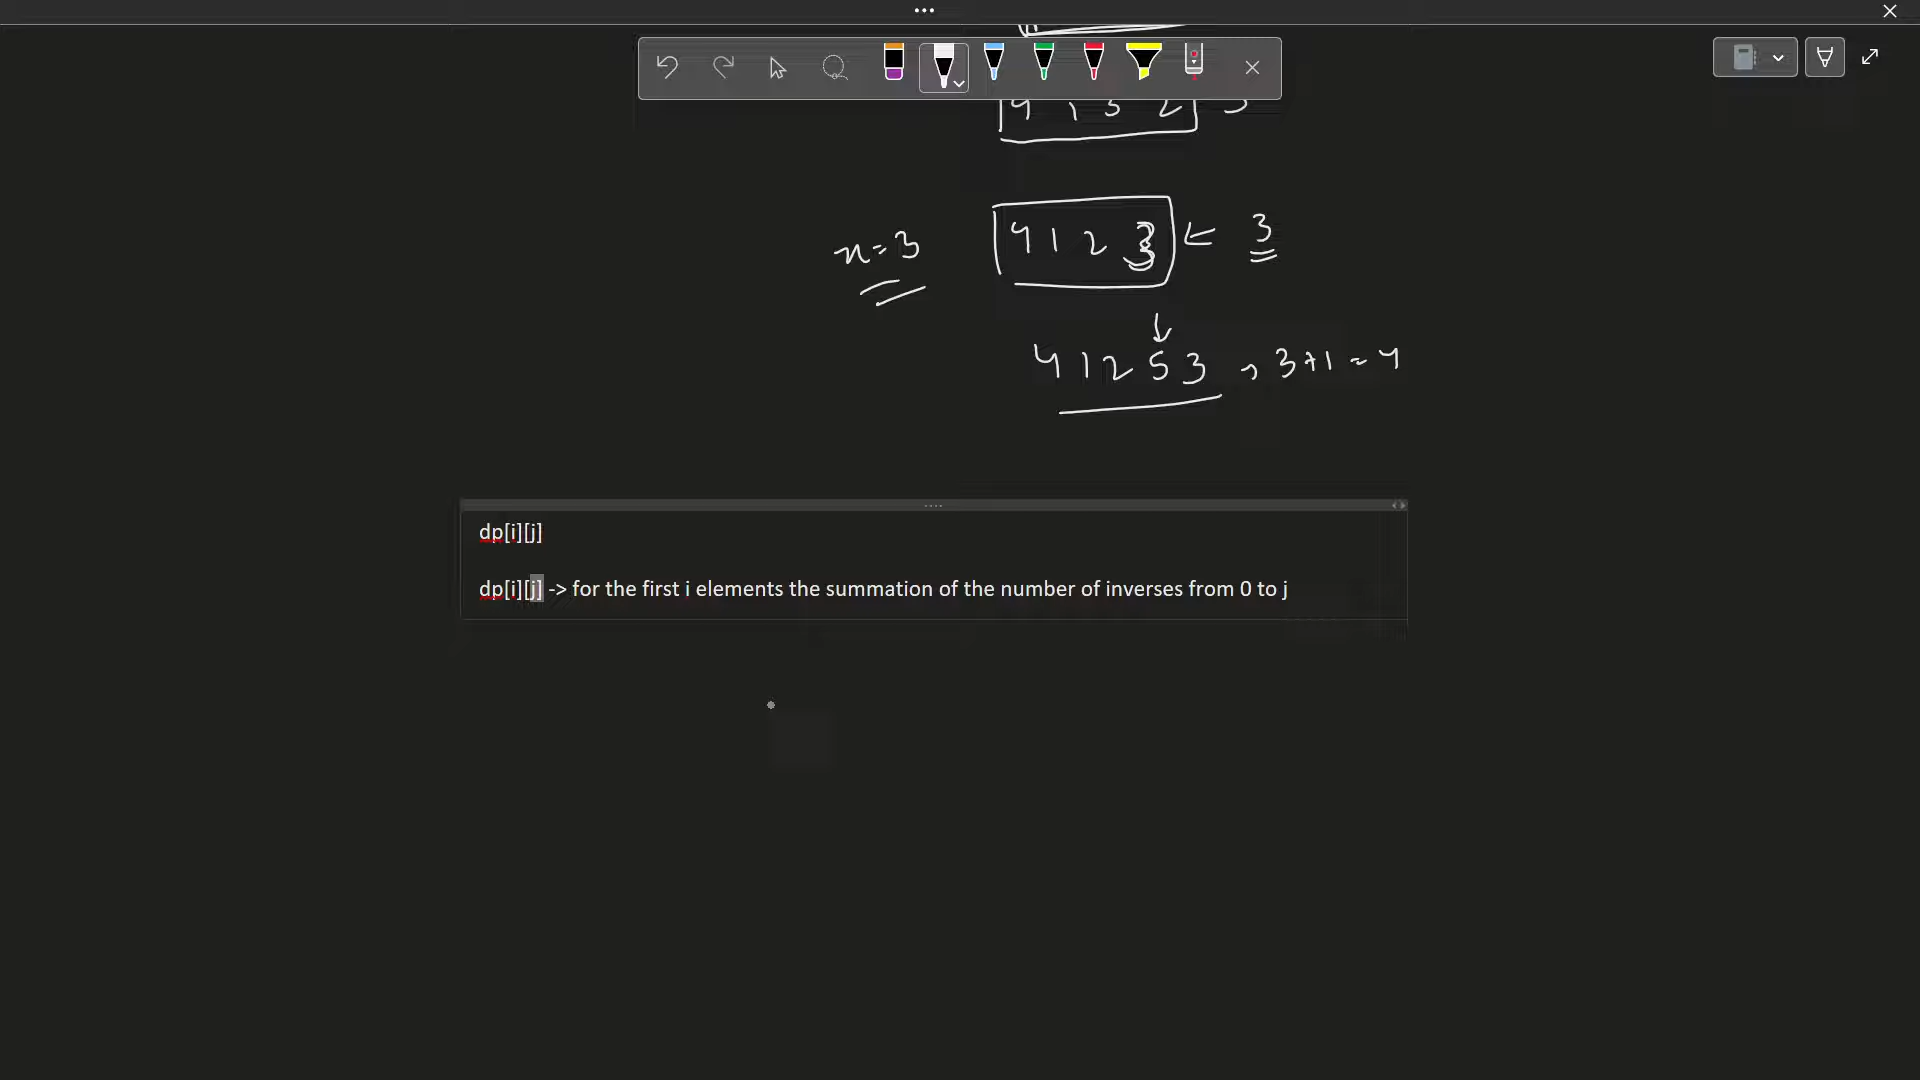 n=3
4 1 2 3 ← 3
4 1 2 5 3 , 3+1=4
dp[i][j]
dp[i][j] -> for the first i elements the summation of the number of inverses from 0 to j